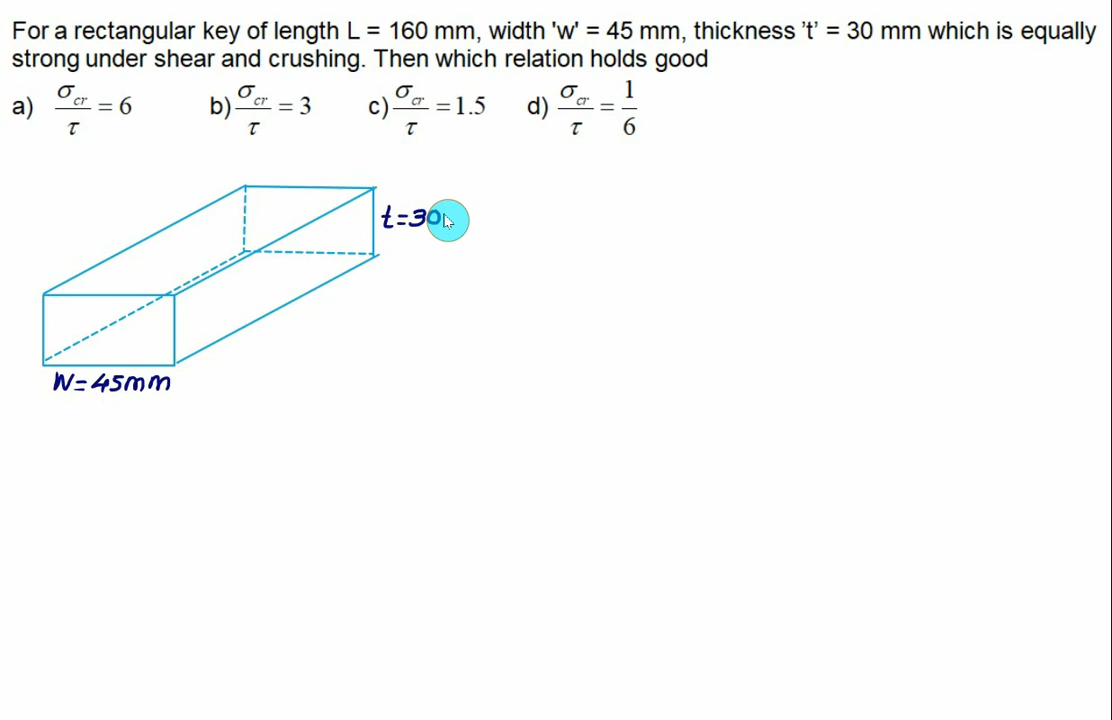 For a rectangular key of length L = 160 mm, width 'w' = 45 mm, thickness 't' = 30 mm which is equally
strong under shear and crushing. Then which relation holds good
a) σcr/τ = 6 b) σcr/τ = 3 c) σcr/τ = 1.5 d) σcr/τ = 1/6
t=30
W=45mm